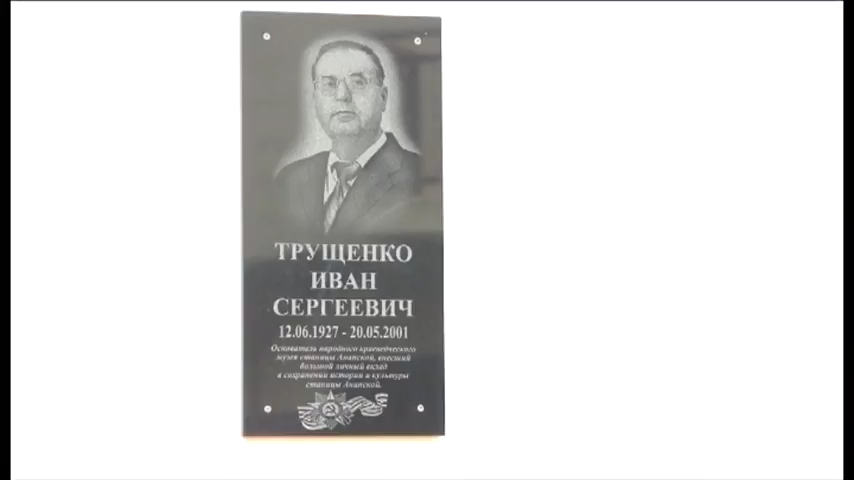 ТРУЩЕНКО
ИВАН
СЕРГЕЕВИЧ
12.06.1927 - 20.05.2001
Основатель народного краеведческого
музея станицы Анапской, внесший
большой личный вклад
в сохранении истории и культуры
станицы Анапской.